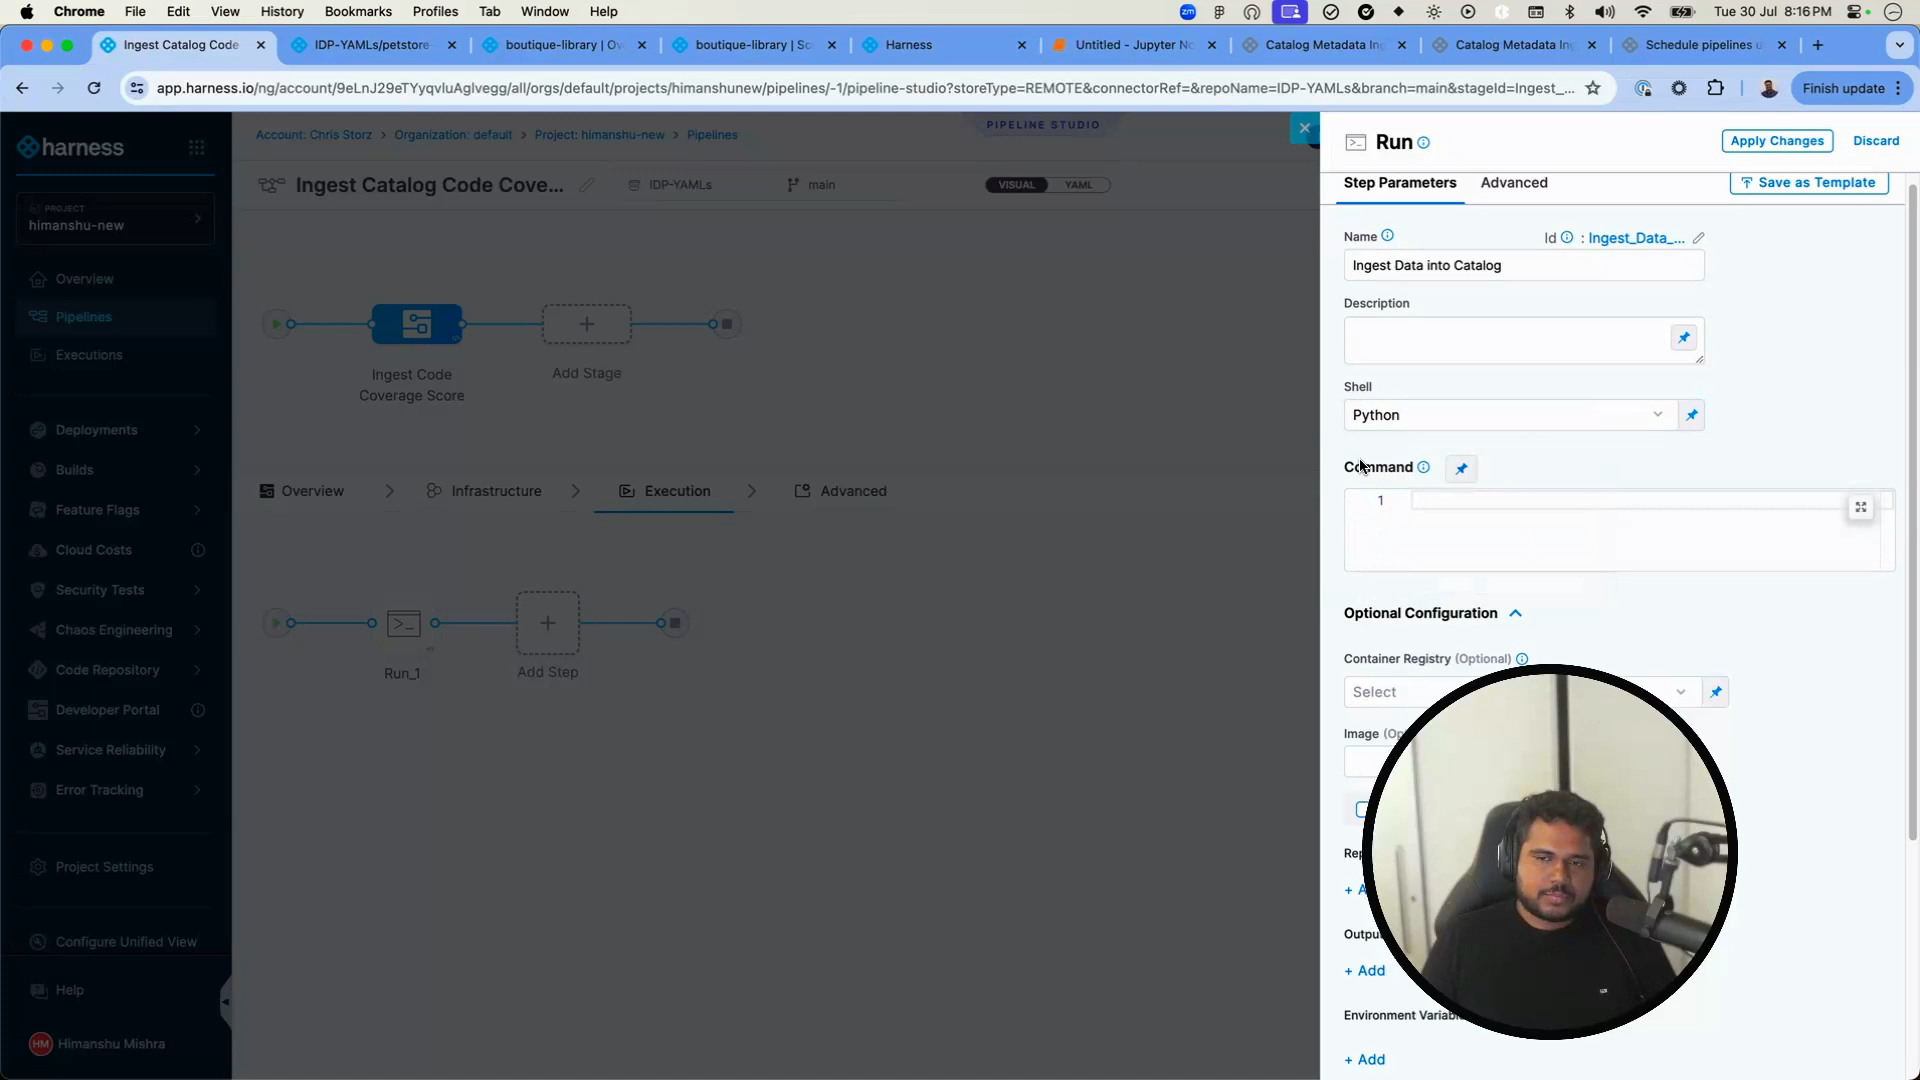 Chrome File Edit View History Bookmarks Profiles Tab Window Help Tue 30 Jul 8:16 PM
Ingest Catalog Code IDP-YAMLs/petstore boutique-library | Ov boutique-library | Sc Harness Untitled - Jupyter No Catalog Metadata In Catalog Metadata In Schedule pipelines u
app.harness.io/ng/account/9eLnJ29eTYyqvluAglvegg/all/orgs/default/projects/himanshunew/pipelines/-1/pipeline-studio?storeType=REMOTE&connectorRef=&repoName=IDP-YAMLs&branch=main&stageId=Ingest_... Finish update
harness
PROJECT
himanshu-new
Overview
Pipelines
Executions
Deployments
Builds
Feature Flags
Cloud Costs
Security Tests
Chaos Engineering
Code Repository
Developer Portal
Service Reliability
Error Tracking
Project Settings
Configure Unified View
Help
HM Himanshu Mishra
Account: Chris Storz > Organization: default > Project: himanshu-new > Pipelines
PIPELINE STUDIO
Ingest Catalog Code Cove... IDP-YAMLs main VISUAL YAML
Ingest Code
Coverage Score
Add Stage
Overview Infrastructure Execution Advanced
Run_1 Add Step
Run Apply Changes Discard
Step Parameters Advanced Save as Template
Name Id : Ingest_Data_...
Ingest Data into Catalog
Description
Shell
Python
Command
1
Optional Configuration
Container Registry (Optional)
Select
Image
+ Add
Environment
+ Add